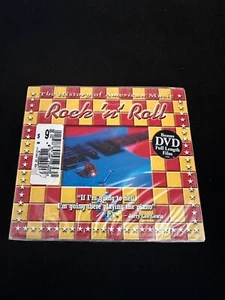 The History of American Music
Rock 'n' Roll
Bonus
DVD
Full Length
Film
"If I'm going to hell,
I'm going there playing the piano"
- Jerry Lee Lewis